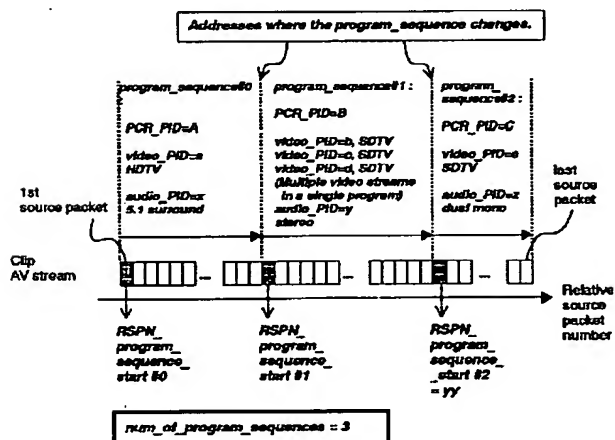 Addresses where the program_sequence changes.
program_sequence#0
PCR_PID=A
video_PID=a
HDTV
audio_PID=x
5.1 surround
program_sequence#1 :
PCR_PID=B
video_PID=b, SDTV
video_PID=c, SDTV
video_PID=d, SDTV
(Multiple video streams
in a single program)
audio_PID=y
stereo
program_
sequence#2 :
PCR_PID=C
video_PID=e
SDTV
audio_PID=z
dual mono
1st
source packet
last
source
packet
Clip
AV stream
Relative
source
packet
number
RSPN_
program_
sequence_
start #0
RSPN_
program_
sequence_
start #1
RSPN_
program_
sequence_
_start #2
= yy
num_of_program_sequences = 3